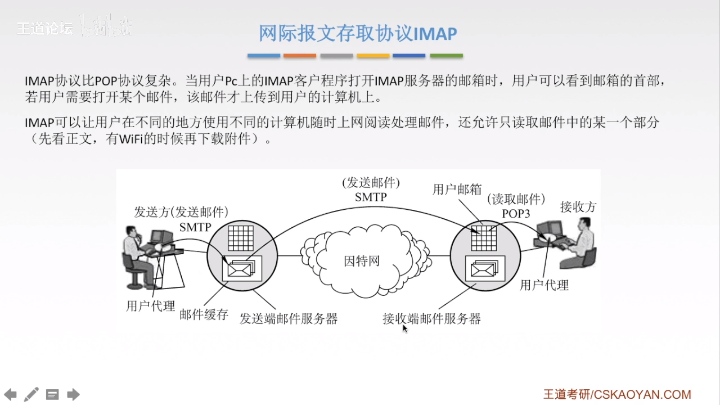 王道论坛
网际报文存取协议IMAP
IMAP协议比POP协议复杂。当用户Pc上的IMAP客户程序打开IMAP服务器的邮箱时，用户可以看到邮箱的首部，
若用户需要打开某个邮件，该邮件才上传到用户的计算机上。
IMAP可以让用户在不同的地方使用不同的计算机随时上网阅读处理邮件，还允许只读取邮件中的某一个部分
（先看正文，有WiFi的时候再下载附件）。
(发送邮件)
SMTP
用户邮箱
(读取邮件)
POP3
接收方
发送方(发送邮件)
SMTP
因特网
用户代理
邮件缓存
发送端邮件服务器
接收端邮件服务器
用户代理
王道考研/CSKAOYAN.COM